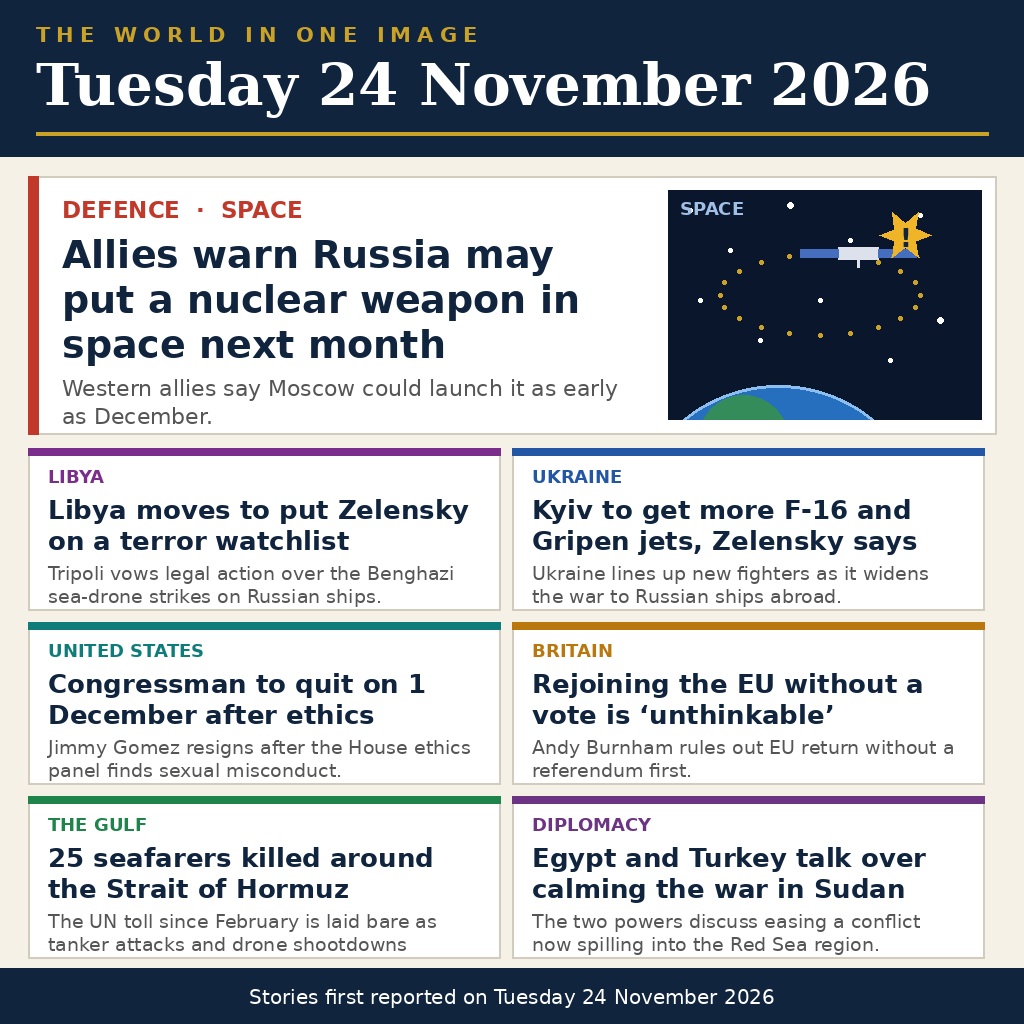 THE WORLD IN ONE IMAGE
Tuesday 24 November 2026
DEFENCE · SPACE
Allies warn Russia may
put a nuclear weapon in
space next month
Western allies say Moscow could launch it as early
as December.
SPACE
!
LIBYA
Libya moves to put Zelensky
on a terror watchlist
Tripoli vows legal action over the Benghazi
sea-drone strikes on Russian ships.
UKRAINE
Kyiv to get more F-16 and
Gripen jets, Zelensky says
Ukraine lines up new fighters as it widens
the war to Russian ships abroad.
UNITED STATES
Congressman to quit on 1
December after ethics
Jimmy Gomez resigns after the House ethics
panel finds sexual misconduct.
BRITAIN
Rejoining the EU without a
vote is ‘unthinkable’
Andy Burnham rules out EU return without a
referendum first.
THE GULF
25 seafarers killed around
the Strait of Hormuz
The UN toll since February is laid bare as
tanker attacks and drone shootdowns
DIPLOMACY
Egypt and Turkey talk over
calming the war in Sudan
The two powers discuss easing a conflict
now spilling into the Red Sea region.
Stories first reported on Tuesday 24 November 2026